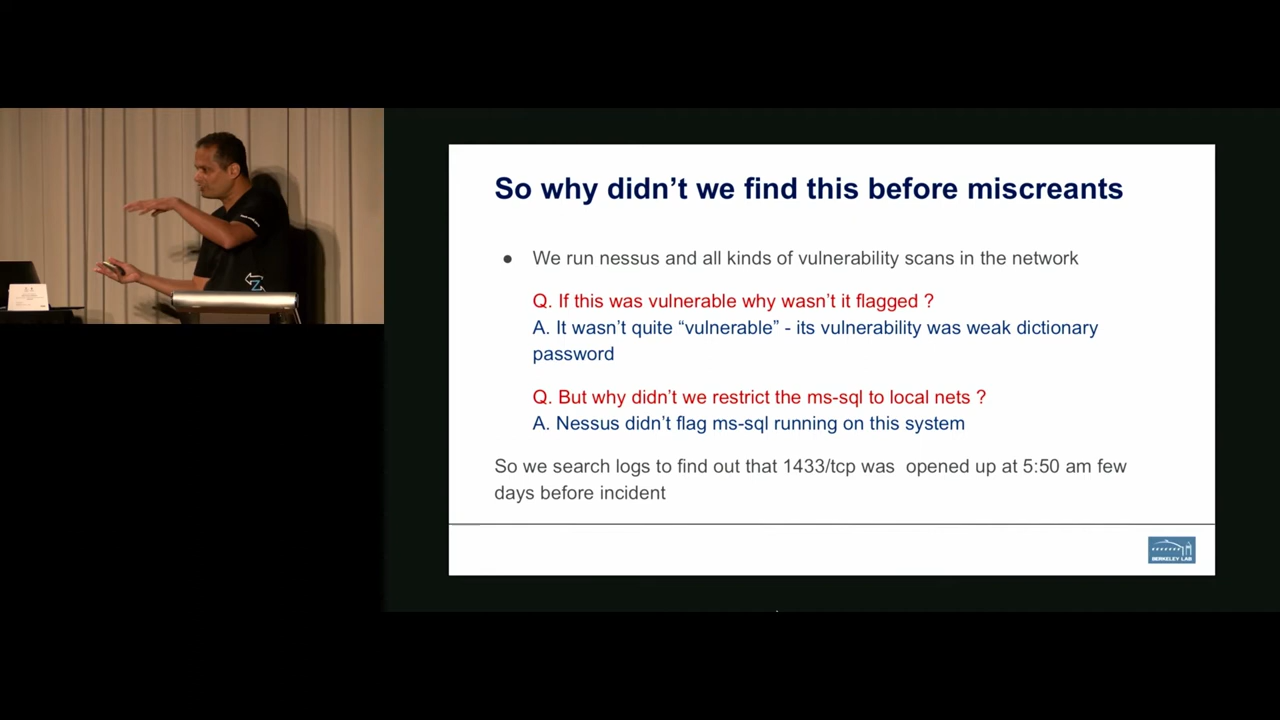 So why didn’t we find this before miscreants
● We run nessus and all kinds of vulnerability scans in the network
Q. If this was vulnerable why wasn’t it flagged ?
A. It wasn’t quite “vulnerable” - its vulnerability was weak dictionary
password
Q. But why didn’t we restrict the ms-sql to local nets ?
A. Nessus didn’t flag ms-sql running on this system
So we search logs to find out that 1433/tcp was  opened up at 5:50 am few
days before incident
BERKELEY LAB
Z